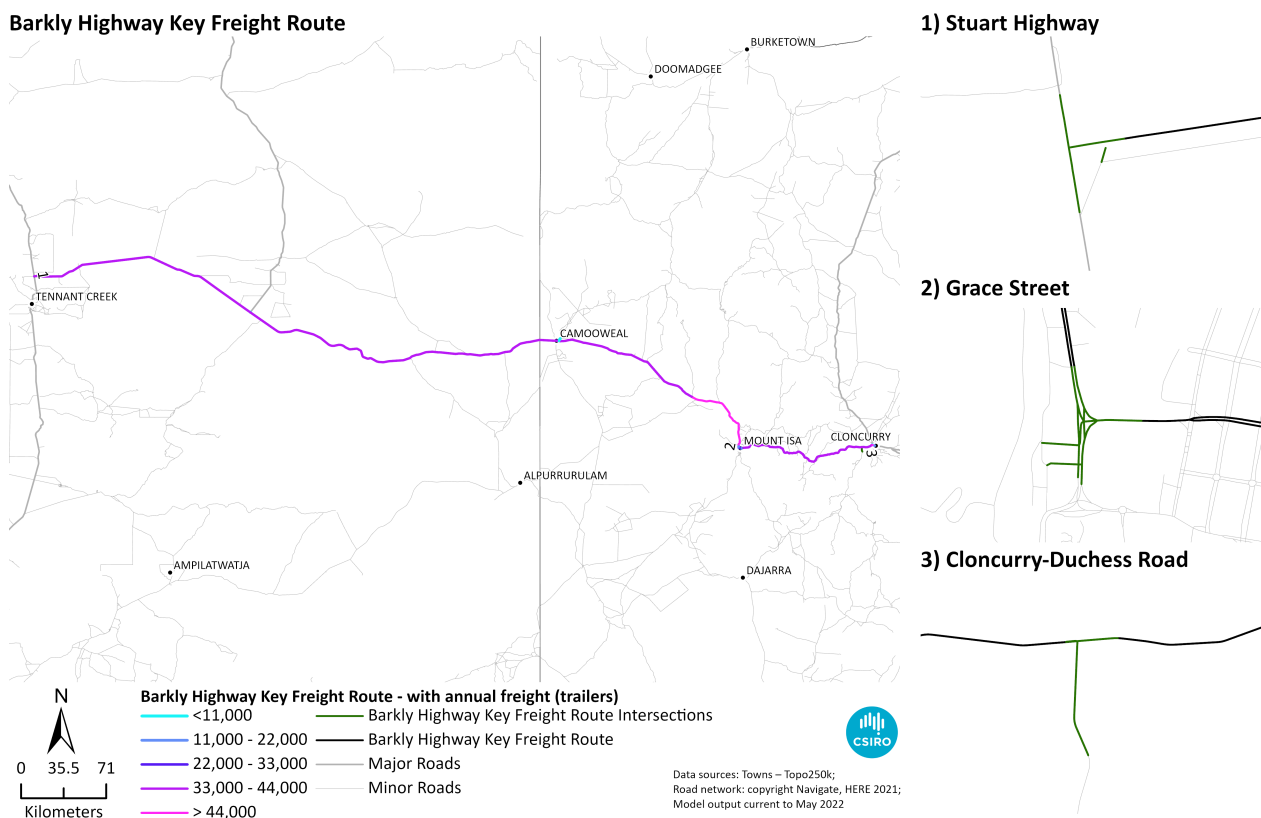 Barkly Highway Key Freight Route
BURKETOWN
DOOMADGEE
1
TENNANT CREEK
CAMOOWEAL
2
MOUNT ISA
CLONCURRY
3
ALPURRURULAM
AMPILATWATJA
DAJARRA
1) Stuart Highway
2) Grace Street
3) Cloncurry-Duchess Road
N
0 35.5 71
Kilometers
Barkly Highway Key Freight Route - with annual freight (trailers)
<11,000
11,000 - 22,000
22,000 - 33,000
33,000 - 44,000
> 44,000
Barkly Highway Key Freight Route Intersections
Barkly Highway Key Freight Route
Major Roads
Minor Roads
CSIRO
Data sources: Towns – Topo250k;
Road network: copyright Navigate, HERE 2021;
Model output current to May 2022